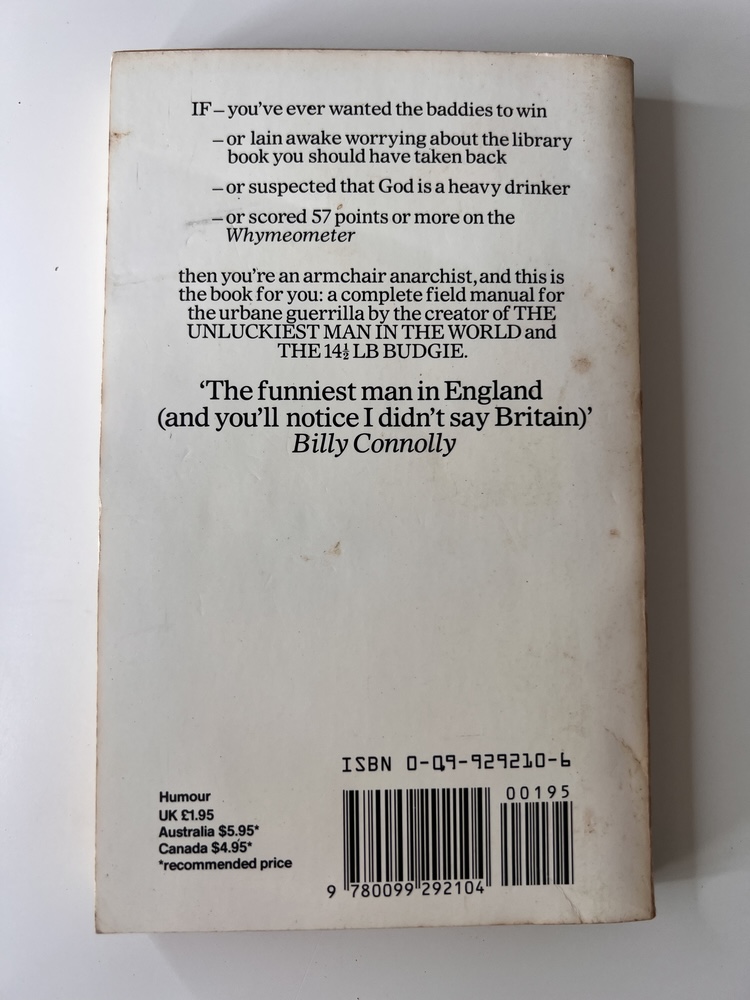 IF – you've ever wanted the baddies to win
– or lain awake worrying about the library
book you should have taken back
– or suspected that God is a heavy drinker
– or scored 57 points or more on the
Whymeometer
then you're an armchair anarchist, and this is
the book for you: a complete field manual for
the urbane guerrilla by the creator of THE
UNLUCKIEST MAN IN THE WORLD and
THE 14½ LB BUDGIE.
‘The funniest man in England
(and you'll notice I didn't say Britain)’
Billy Connolly
ISBN 0-09-929210-6
Humour
UK £1.95
Australia $5.95*
Canada $4.95*
*recommended price
00195
9 780099 292104